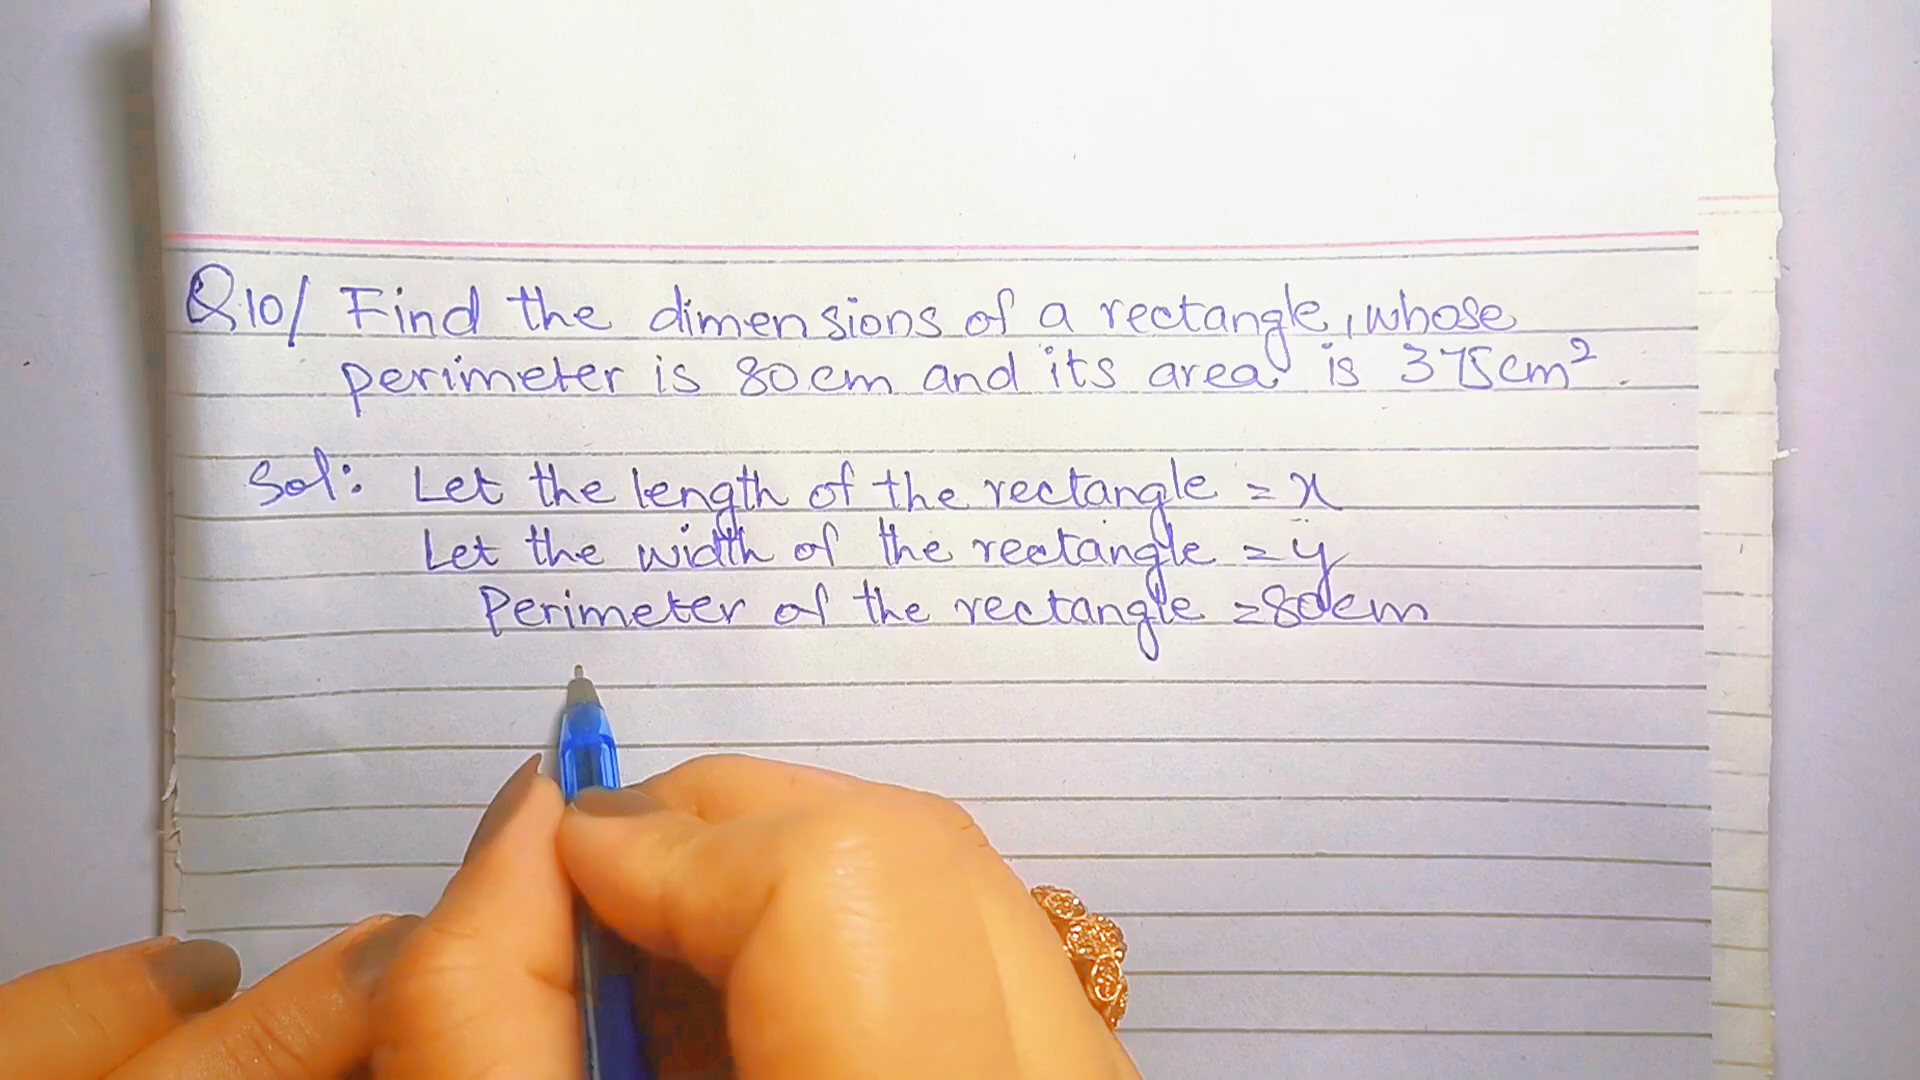 Q.10/ Find the dimensions of a rectangle, whose
perimeter is 80cm and its area is 375cm².
Sol: Let the length of the rectangle = x
Let the width of the rectangle = y
Perimeter of the rectangle = 80cm